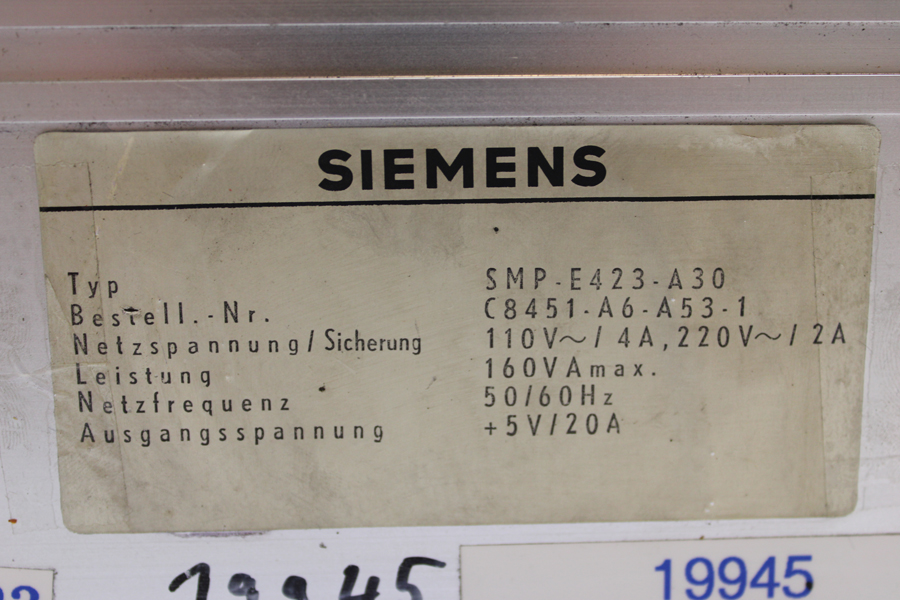 SIEMENS
Typ SMP-E423-A30
Bestell.-Nr. C8451-A6-A53-1
Netzspannung/Sicherung 110V~/ 4A, 220V~/ 2A
Leistung 160VAmax.
Netzfrequenz 50/60Hz
Ausgangsspannung +5V/20A
19945
19945